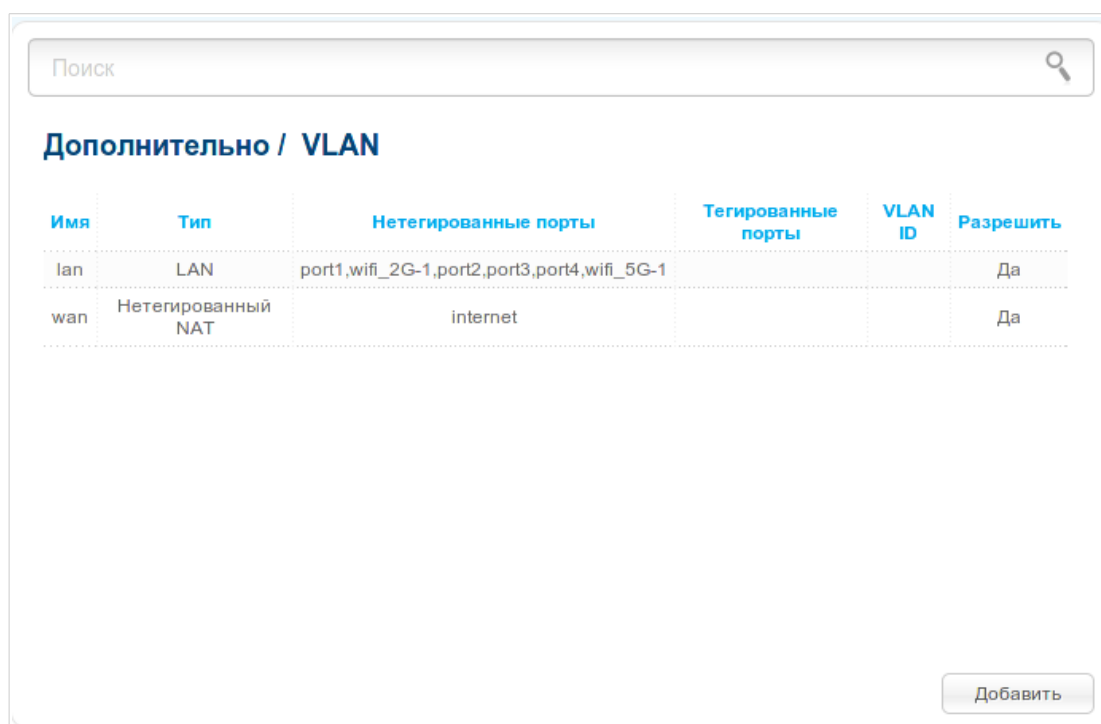 Поиск
Дополнительно / VLAN
Имя Тип Нетегированные порты Тегированные порты VLAN ID Разрешить
lan LAN port1,wifi_2G-1,port2,port3,port4,wifi_5G-1 Да
wan Нетегированный NAT internet Да
Добавить